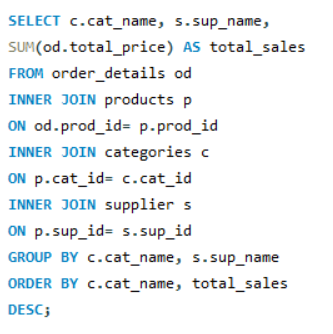 SELECT c.cat_name, s.sup_name,
SUM(od.total_price) AS total_sales
FROM order_details od
INNER JOIN products p
ON od.prod_id= p.prod_id
INNER JOIN categories c
ON p.cat_id= c.cat_id
INNER JOIN supplier s
ON p.sup_id= s.sup_id
GROUP BY c.cat_name, s.sup_name
ORDER BY c.cat_name, total_sales
DESC;